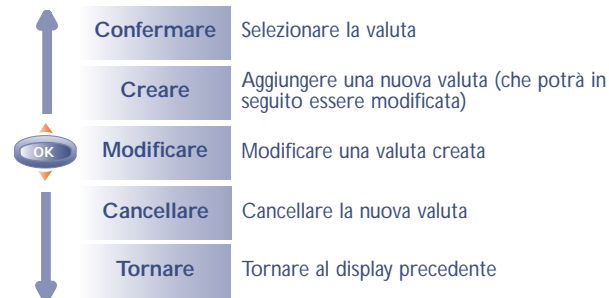 Confermare Selezionare la valuta
Creare Aggiungere una nuova valuta (che potrà in
seguito essere modificata)
OK Modificare Modificare una valuta creata
Cancellare Cancellare la nuova valuta
Tornare Tornare al display precedente